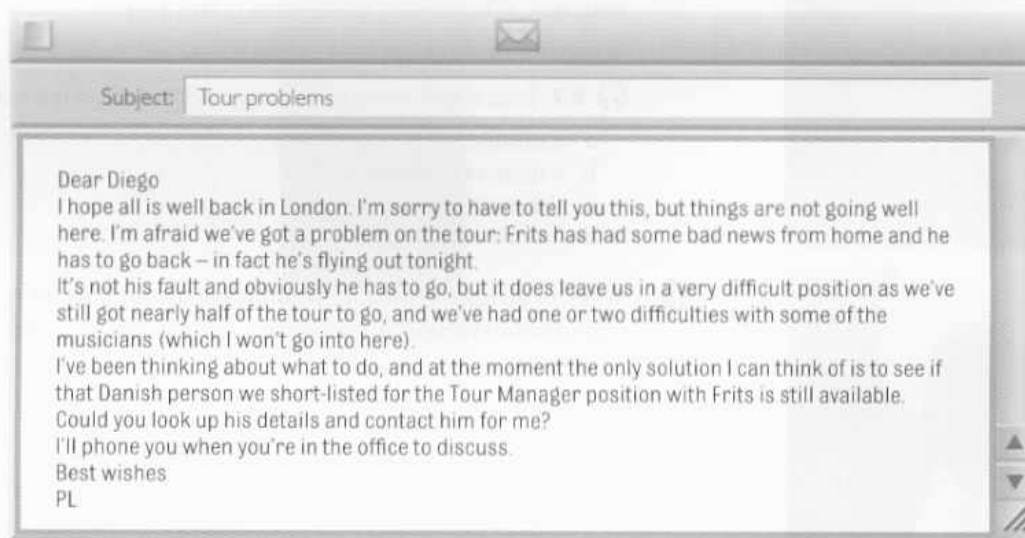 Subject: Tour problems
Dear Diego
I hope all is well back in London. I'm sorry to have to tell you this, but things are not going well
here. I'm afraid we've got a problem on the tour: Frits has had some bad news from home and he
has to go back – in fact he's flying out tonight.
It's not his fault and obviously he has to go, but it does leave us in a very difficult position as we've
still got nearly half of the tour to go, and we've had one or two difficulties with some of the
musicians (which I won't go into here).
I've been thinking about what to do, and at the moment the only solution I can think of is to see if
that Danish person we short-listed for the Tour Manager position with Frits is still available.
Could you look up his details and contact him for me?
I'll phone you when you're in the office to discuss.
Best wishes
PL